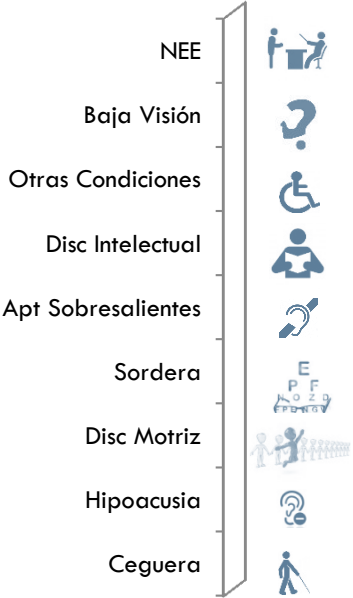 NEE
Baja Visión
Otras Condiciones
Disc Intelectual
Apt Sobresalientes
Sordera
E
P F
N O Z D
Disc Motriz
Hipoacusia
Ceguera